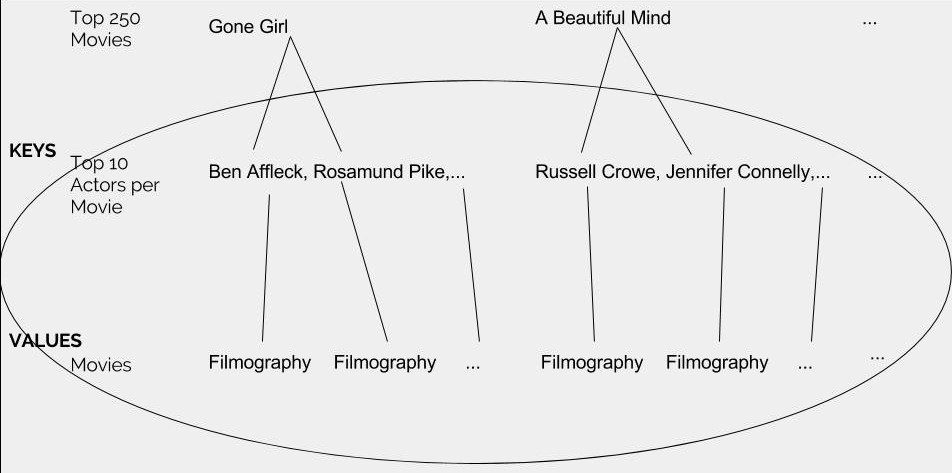 Top 250
Movies
Gone Girl
A Beautiful Mind
...
KEYS
Top 10
Actors per
Movie
Ben Affleck, Rosamund Pike,...
Russell Crowe, Jennifer Connelly,...
...
VALUES
Movies
Filmography
Filmography
...
Filmography
Filmography
...
...